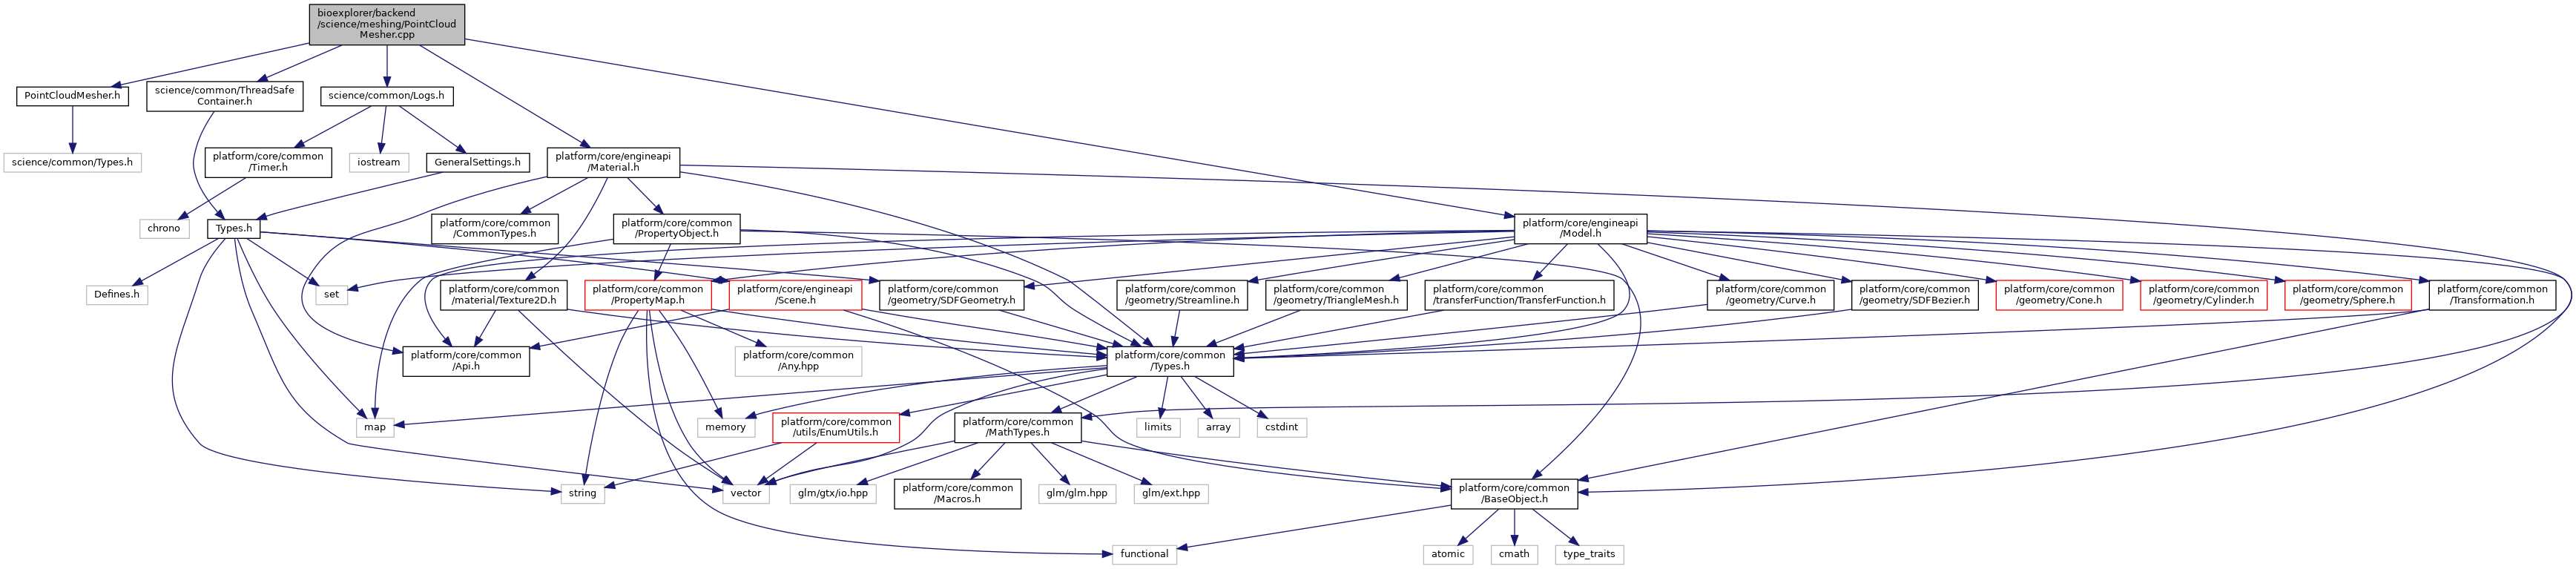 bioexplorer/backend
/science/meshing/PointCloud
Mesher.cpp
PointCloudMesher.h
science/common/ThreadSafe
Container.h
science/common/Logs.h
science/common/Types.h
platform/core/common
/Timer.h
iostream
GeneralSettings.h
platform/core/engineapi
/Material.h
chrono
Types.h
platform/core/common
/CommonTypes.h
platform/core/common
/PropertyObject.h
platform/core/engineapi
/Model.h
Defines.h
set
platform/core/common
/material/Texture2D.h
platform/core/common
/PropertyMap.h
platform/core/engineapi
/Scene.h
platform/core/common
/geometry/SDFGeometry.h
platform/core/common
/geometry/Streamline.h
platform/core/common
/geometry/TriangleMesh.h
platform/core/common
/transferFunction/TransferFunction.h
platform/core/common
/geometry/Curve.h
platform/core/common
/geometry/SDFBezier.h
platform/core/common
/geometry/Cone.h
platform/core/common
/geometry/Cylinder.h
platform/core/common
/geometry/Sphere.h
platform/core/common
/Transformation.h
platform/core/common
/Api.h
platform/core/common
/Any.hpp
platform/core/common
/Types.h
map
memory
platform/core/common
/utils/EnumUtils.h
platform/core/common
/MathTypes.h
limits
array
cstdint
string
vector
glm/gtx/io.hpp
platform/core/common
/Macros.h
glm/glm.hpp
glm/ext.hpp
platform/core/common
/BaseObject.h
functional
atomic
cmath
type_traits